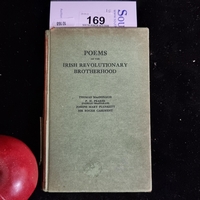 169
POEMS
OF THE
IRISH REVOLUTIONARY
BROTHERHOOD
THOMAS MACDONAGH
P. H. PEARSE
JOSEPH MARY PLUNKETT
SIR ROGER CASEMENT